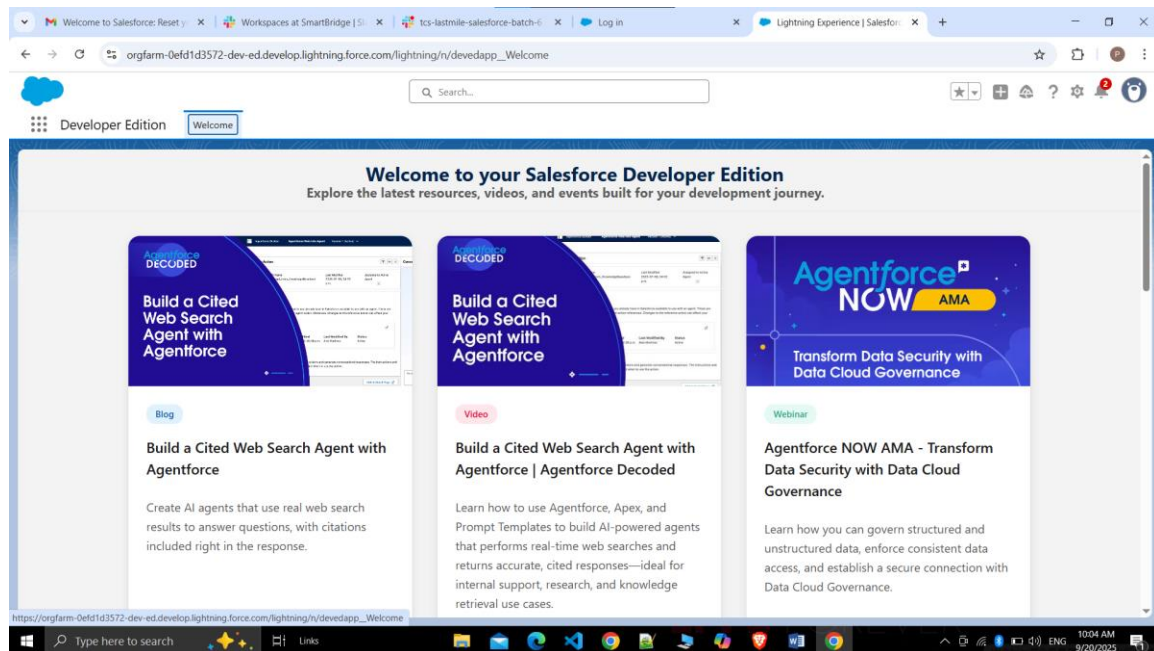 Welcome to Salesforce: Reset y
Workspaces at SmartBridge | Sl
tcs-lastmile-salesforce-batch-6
Log in
Lightning Experience | Salesforc
orgfarm-0efd1d3572-dev-ed.develop.lightning.force.com/lightning/n/devedapp__Welcome
P
Search...
2
Developer Edition
Welcome
Welcome to your Salesforce Developer Edition
Explore the latest resources, videos, and events built for your development journey.
Agentforce
DECODED
Build a Cited
Web Search
Agent with
Agentforce
Blog
Build a Cited Web Search Agent with
Agentforce
Create AI agents that use real web search
results to answer questions, with citations
included right in the response.
Agentforce
DECODED
Build a Cited
Web Search
Agent with
Agentforce
Video
Build a Cited Web Search Agent with
Agentforce | Agentforce Decoded
Learn how to use Agentforce, Apex, and
Prompt Templates to build AI-powered agents
that performs real-time web searches and
returns accurate, cited responses—ideal for
internal support, research, and knowledge
retrieval use cases.
Agentforce
NOW AMA
Transform Data Security with
Data Cloud Governance
Webinar
Agentforce NOW AMA - Transform
Data Security with Data Cloud
Governance
Learn how you can govern structured and
unstructured data, enforce consistent data
access, and establish a secure connection with
Data Cloud Governance.
https://orgfarm-0efd1d3572-dev-ed.develop.lightning.force.com/lightning/n/devedapp__Welcome
Type here to search
Links
ENG
10:04 AM
9/20/2025